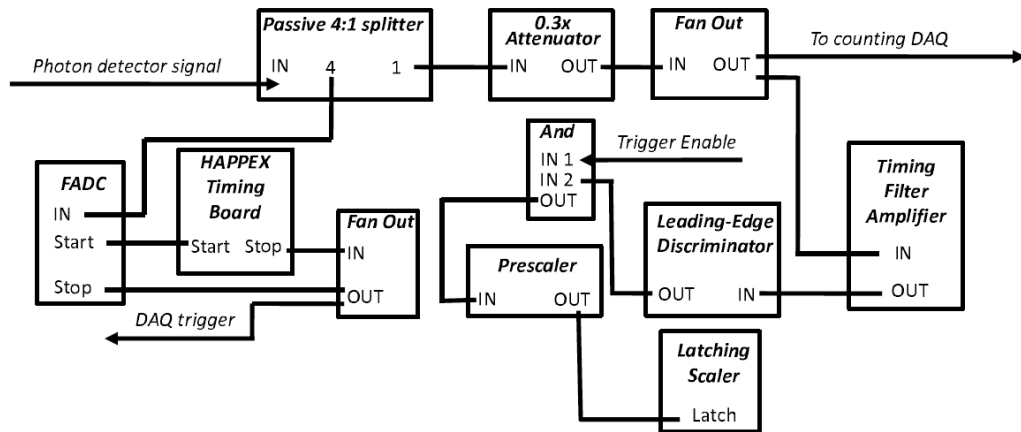 Passive 4:1 splitter
IN 4 1
0.3x
Attenuator
IN OUT
Fan Out
IN OUT
To counting DAQ
Photon detector signal
And
IN 1
IN 2
OUT
Trigger Enable
FADC
IN
Start
Stop
HAPPEX
Timing
Board
Start Stop
Fan Out
IN
OUT
DAQ trigger
Prescaler
IN OUT
Leading-Edge
Discriminator
OUT IN
Timing
Filter
Amplifier
IN
OUT
Latching
Scaler
Latch